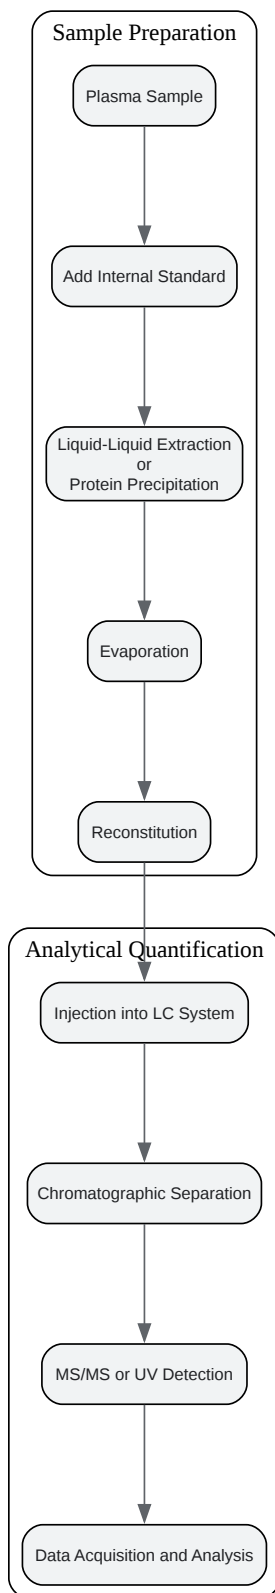 Sample Preparation
Plasma Sample
Add Internal Standard
Liquid-Liquid Extraction
or
Protein Precipitation
Evaporation
Reconstitution
Analytical Quantification
Injection into LC System
Chromatographic Separation
MS/MS or UV Detection
Data Acquisition and Analysis